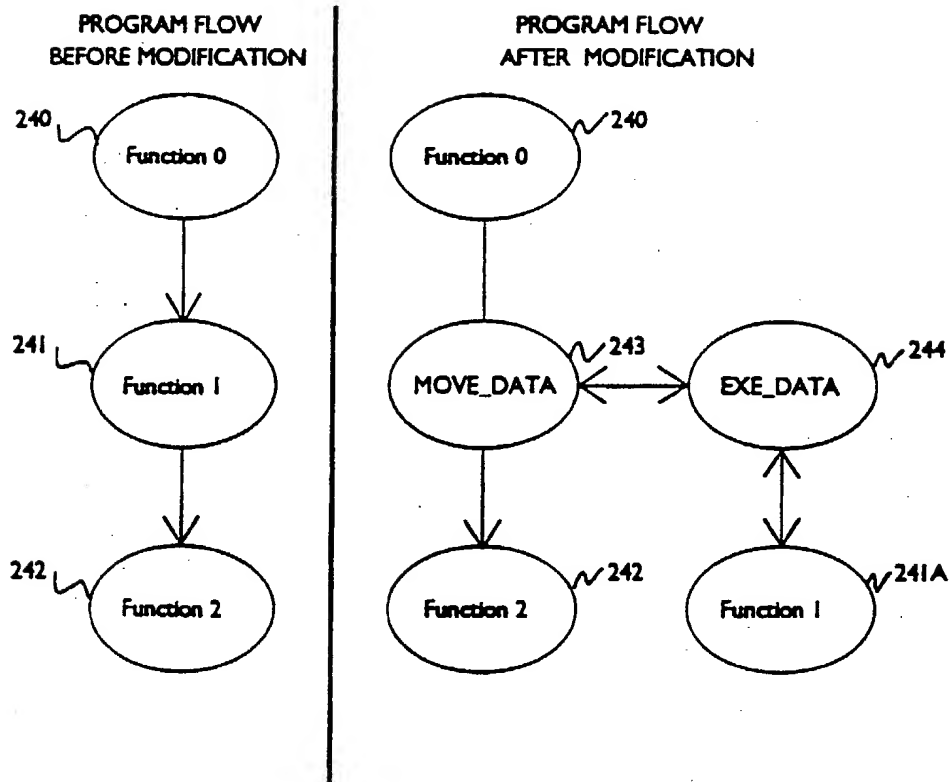 PROGRAM FLOW
BEFORE MODIFICATION
240
Function 0
241
Function 1
242
Function 2
PROGRAM FLOW
AFTER MODIFICATION
240
Function 0
243
MOVE_DATA
244
EXE_DATA
242
Function 2
241A
Function 1